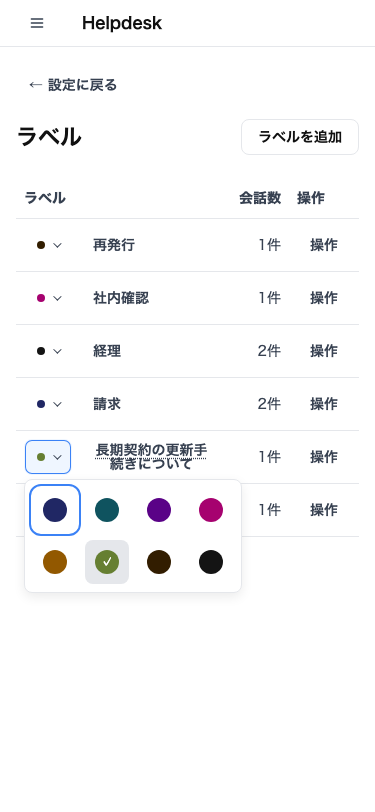 Helpdesk
← 設定に戻る
ラベル
ラベルを追加
ラベル 会話数 操作
再発行 1件 操作
社内確認 1件 操作
経理 2件 操作
請求 2件 操作
長期契約の更新手
続きについて 1件 操作
1件 操作